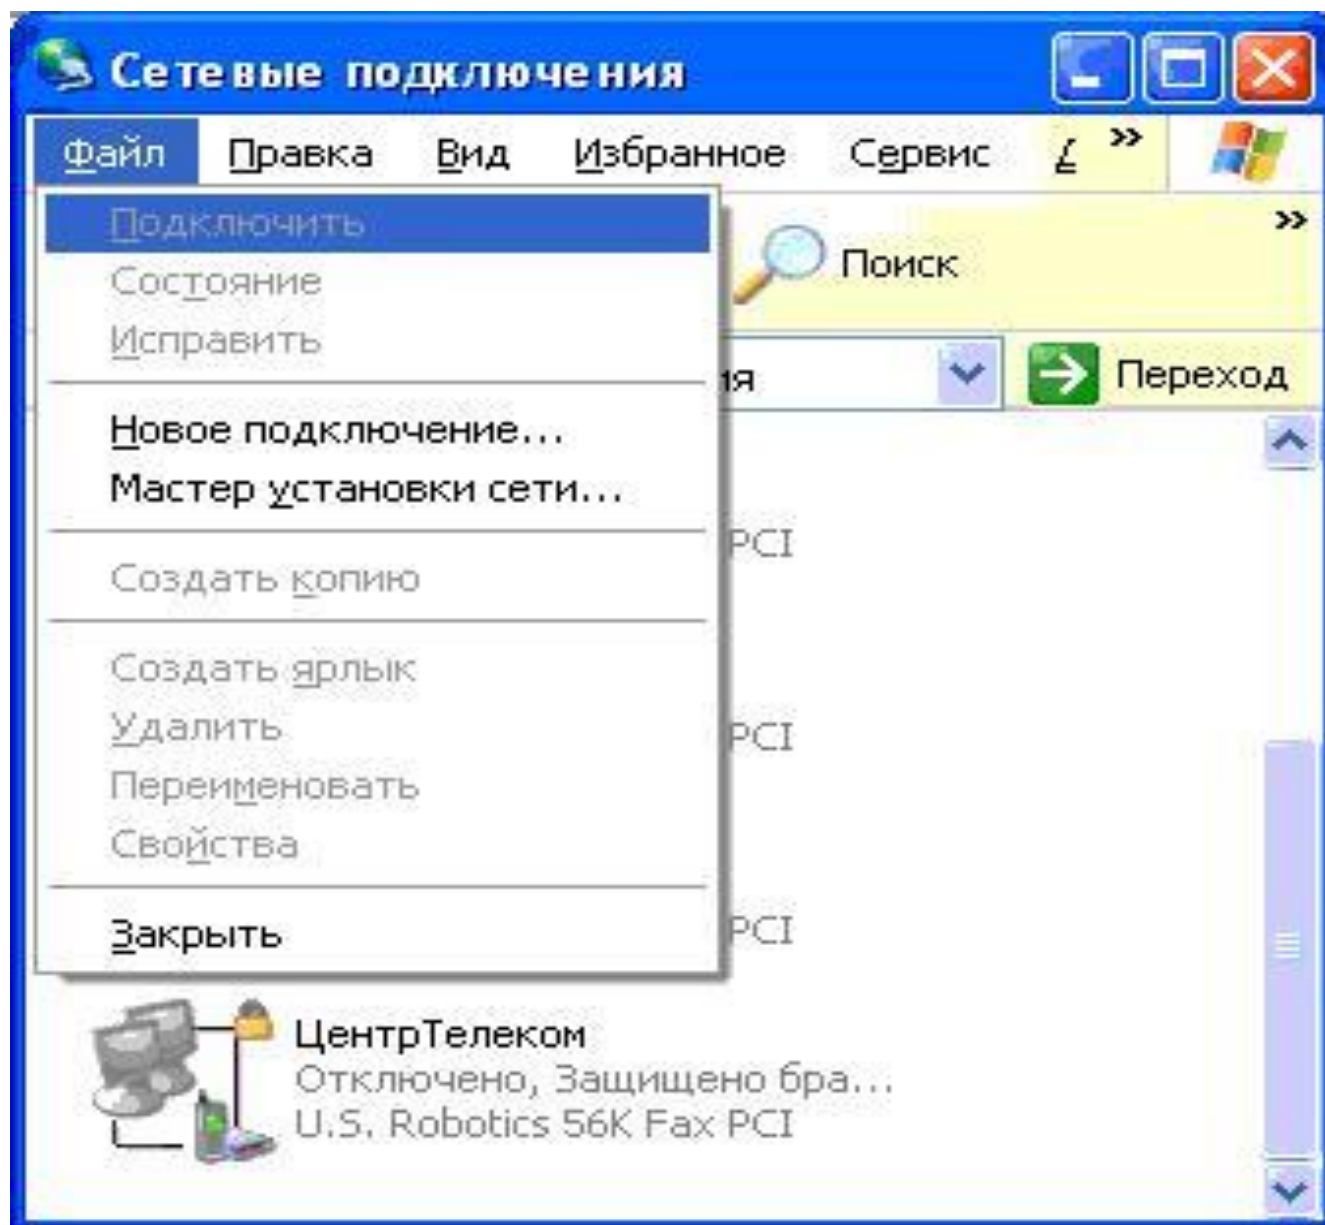 Сетевые подключения
Файл Правка Вид Избранное Сервис »
Подключить
»
Состояние
Поиск
Исправить
ия Переход
Новое подключение...
Мастер установки сети...
PCI
Создать копию
Создать ярлык
Удалить
PCI
Переименовать
Свойства
Закрыть
PCI
ЦентрТелеком
Отключено, Защищено бра...
U.S. Robotics 56K Fax PCI